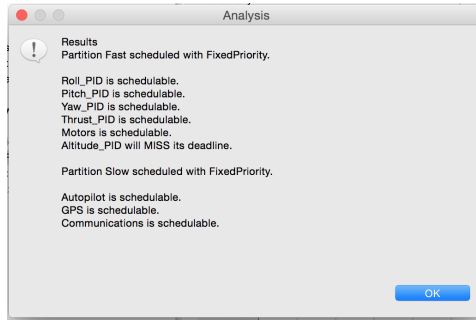 Analysis
Results
Partition Fast scheduled with FixedPriority.
Roll_PID is schedulable.
Pitch_PID is schedulable.
Yaw_PID is schedulable.
Thrust_PID is schedulable.
Motors is schedulable.
Altitude_PID will MISS its deadline.
Partition Slow scheduled with FixedPriority.
Autopilot is schedulable.
GPS is schedulable.
Communications is schedulable.
OK